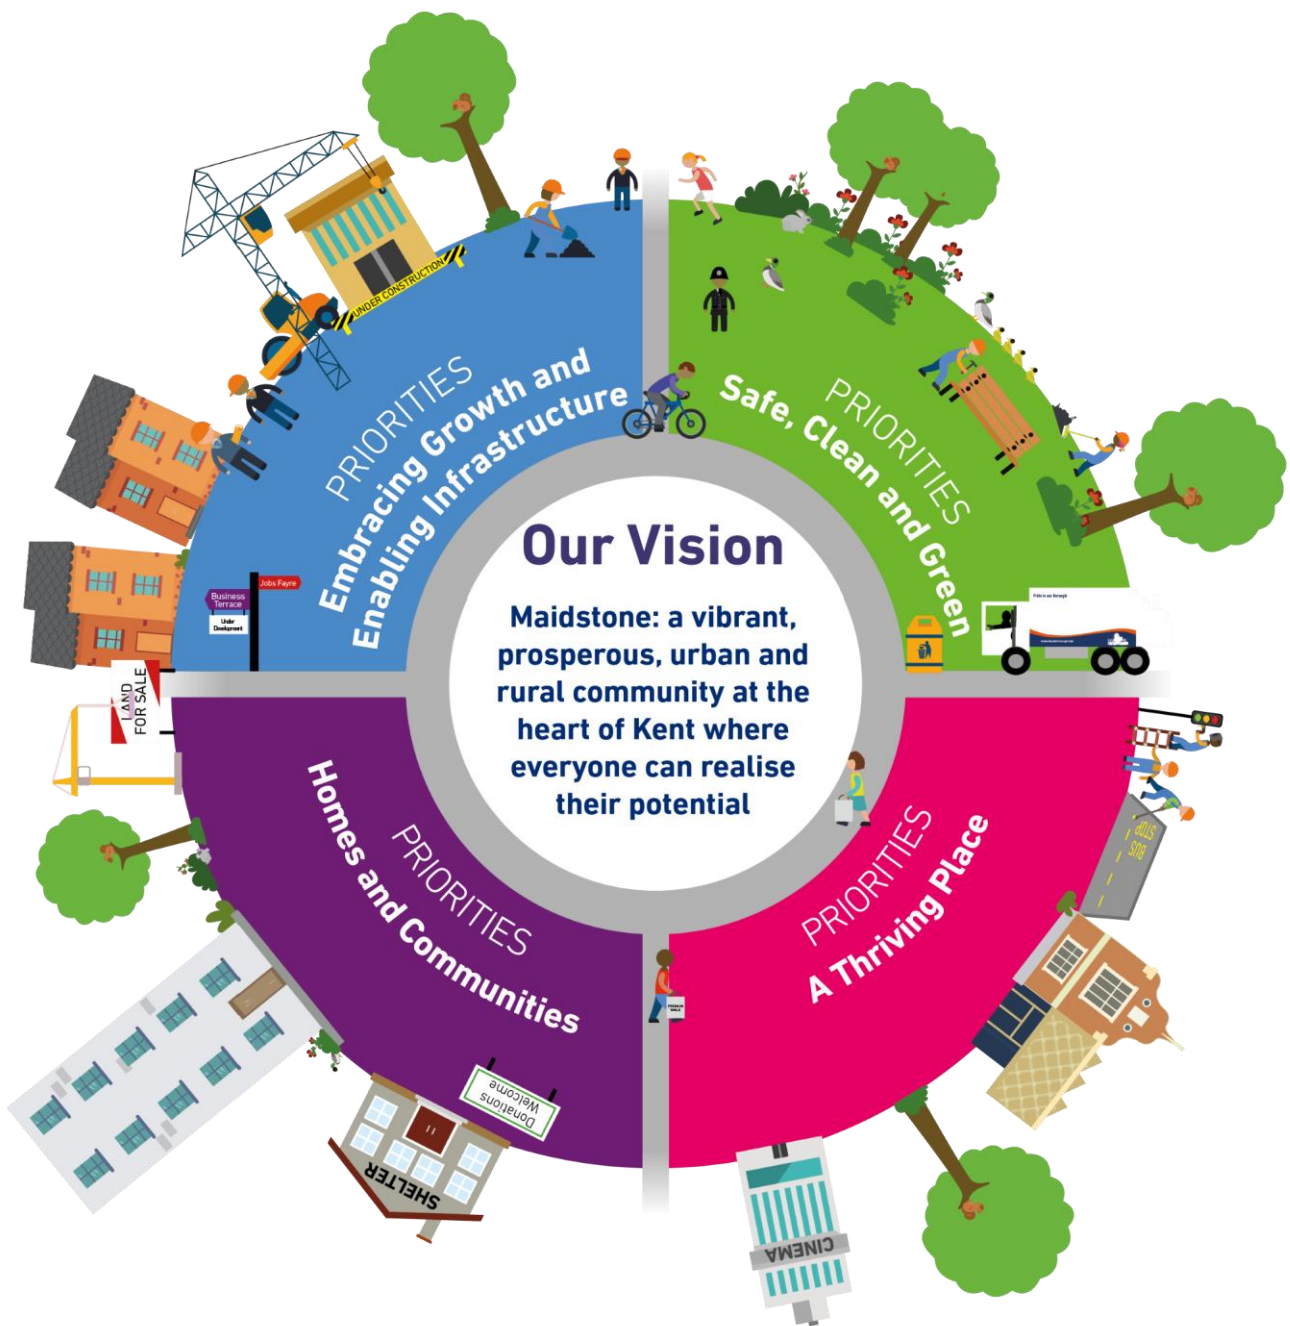 Our Vision
Maidstone: a vibrant,
prosperous, urban and
rural community at the
heart of Kent where
everyone can realise
their potential
PRIORITIES
Embracing Growth and
Enabling Infrastructure
UNDER CONSTRUCTION
Business
Terrace
Under
Development
Jobs Fayre
PRIORITIES
Safe, Clean and Green
LAND
FOR SALE
PRIORITIES
Homes and Communities
Donations
Welcome
SHELTER
PRIORITIES
A Thriving Place
BUS
STOP
CINEMA